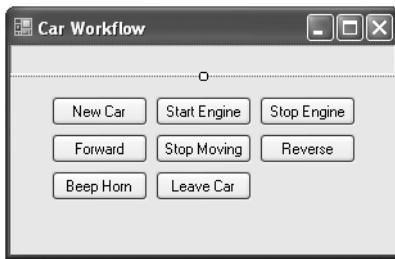 Car Workflow
New Car Start Engine Stop Engine
Forward Stop Moving Reverse
Beep Horn Leave Car